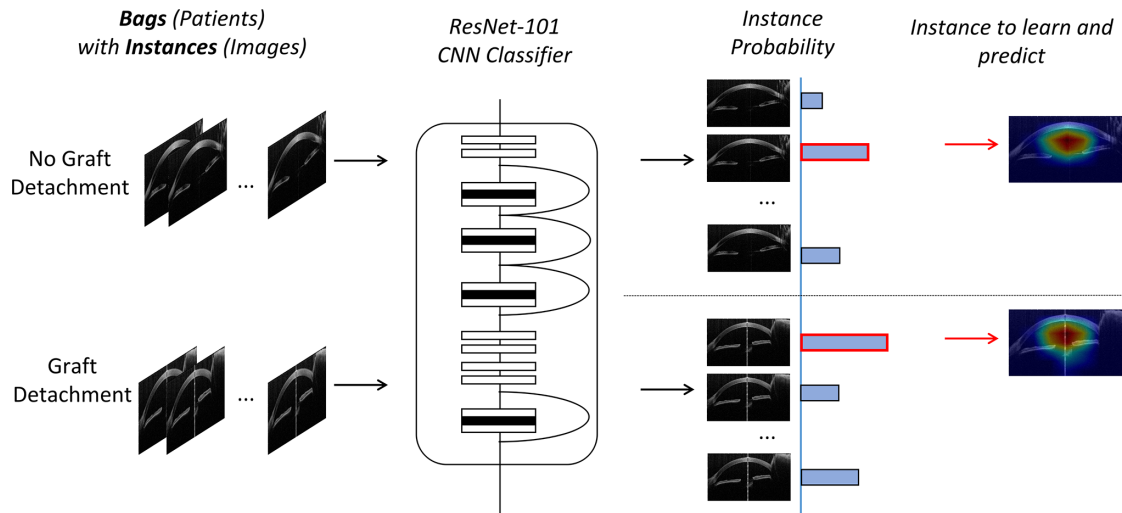 Bags (Patients)
with Instances (Images)
ResNet-101
CNN Classifier
Instance
Probability
Instance to learn and
predict
No Graft
Detachment
...
...
Graft
Detachment
...
...